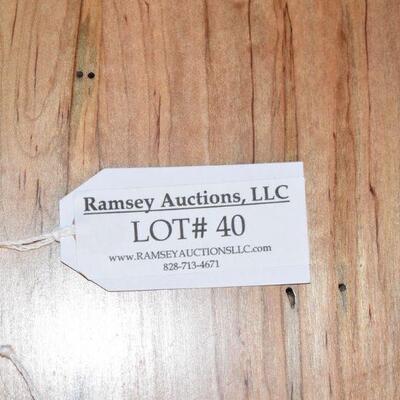 Ramsey Auctions, LLC
LOT# 40
www.RAMSEYAUCTIONSLLC.com
828-713-4671